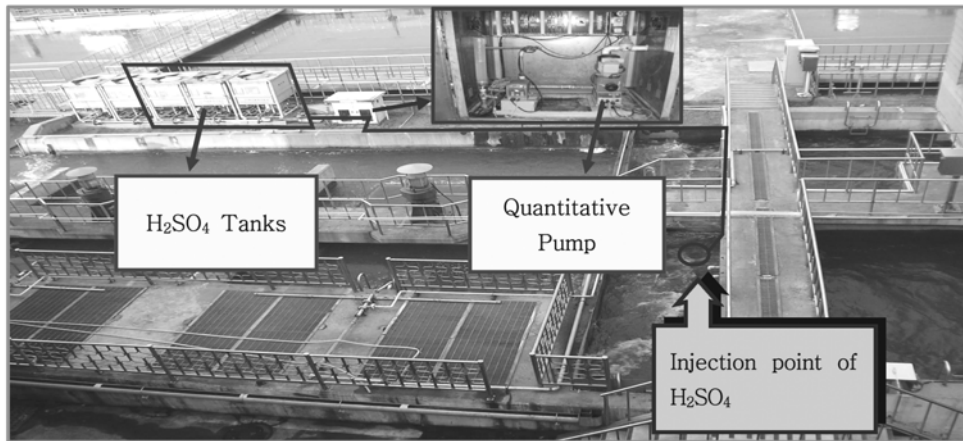 H₂SO₄ Tanks
Quantitative
Pump
Injection point of
H₂SO₄